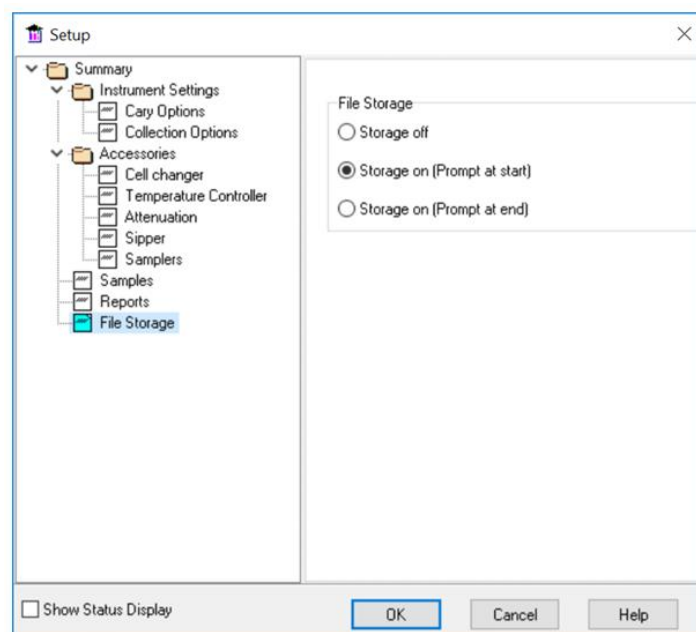 Setup
Summary
Instrument Settings
Cary Options
Collection Options
Accessories
Cell changer
Temperature Controller
Attenuation
Sipper
Samplers
Samples
Reports
File Storage
File Storage
Storage off
Storage on (Prompt at start)
Storage on (Prompt at end)
Show Status Display
OK
Cancel
Help